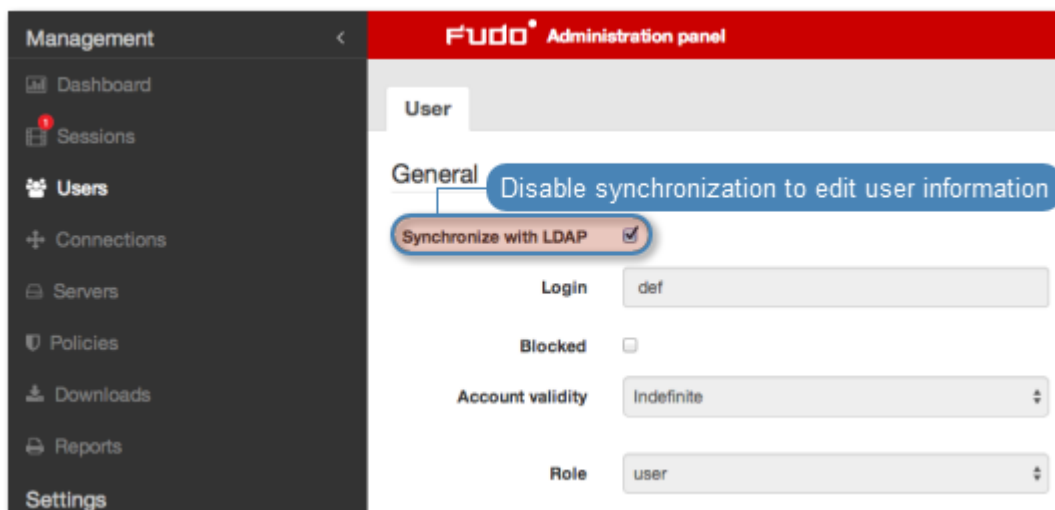 Management
Dashboard
1
Sessions
Users
Connections
Servers
Policies
Downloads
Reports
Settings
FUDO Administration panel
User
General
Disable synchronization to edit user information
Synchronize with LDAP
Login def
Blocked
Account validity Indefinite
Role user